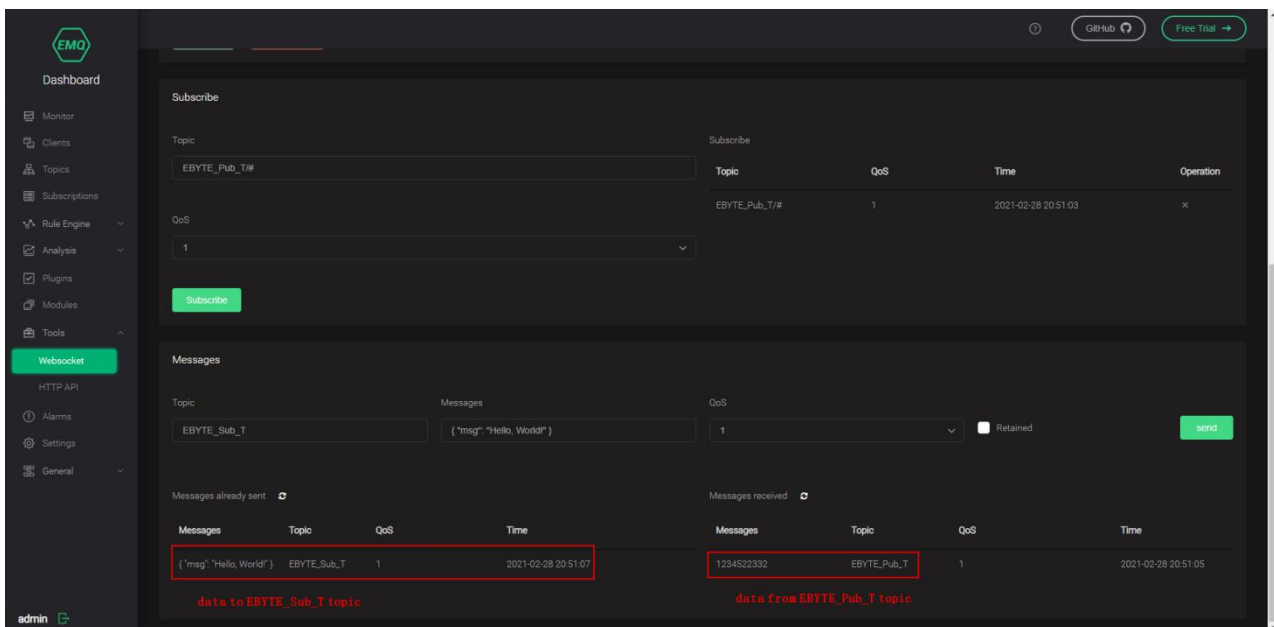 EMQ
Dashboard
Monitor
Clients
Topics
Subscriptions
Rule Engine
Analysis
Plugins
Modules
Tools
Websocket
HTTP API
Alarms
Settings
General
admin
GitHub
Free Trial →
Subscribe
Topic
EBYTE_Pub_T/#
QoS
1
Subscribe
Subscribe
Topic QoS Time Operation
EBYTE_Pub_T/# 1 2021-02-28 20:51:03 ×
Messages
Topic Messages QoS
EBYTE_Sub_T { "msg": "Hello, World!" } 1 Retained send
Messages already sent
Messages Topic QoS Time
{ "msg": "Hello, World!" } EBYTE_Sub_T 1 2021-02-28 20:51:07
data to EBYTE_Sub_T topic
Messages received
Messages Topic QoS Time
1234522332 EBYTE_Pub_T 1 2021-02-28 20:51:05
data from EBYTE_Pub_T topic